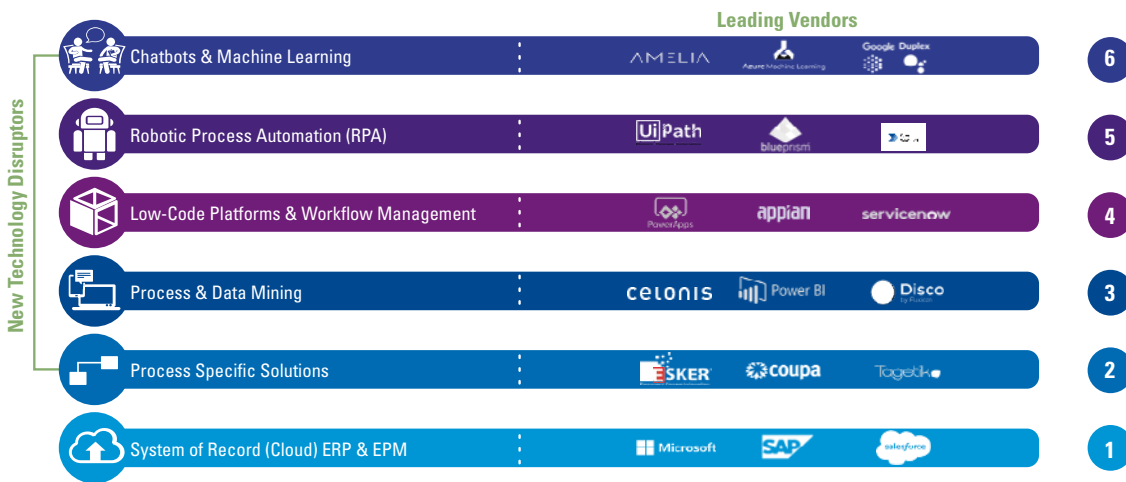 Leading Vendors
New Technology Disruptors
Chatbots & Machine Learning
AMELIA
Azure Machine Learning
Google Duplex
6
Robotic Process Automation (RPA)
UiPath
blueprism
5
Low-Code Platforms & Workflow Management
PowerApps
appian
servicenow
4
Process & Data Mining
celonis
Power BI
Disco
by Fluxicon
3
Process Specific Solutions
ESKER
coupa
Tagetik
2
System of Record (Cloud) ERP & EPM
Microsoft
SAP
salesforce
1